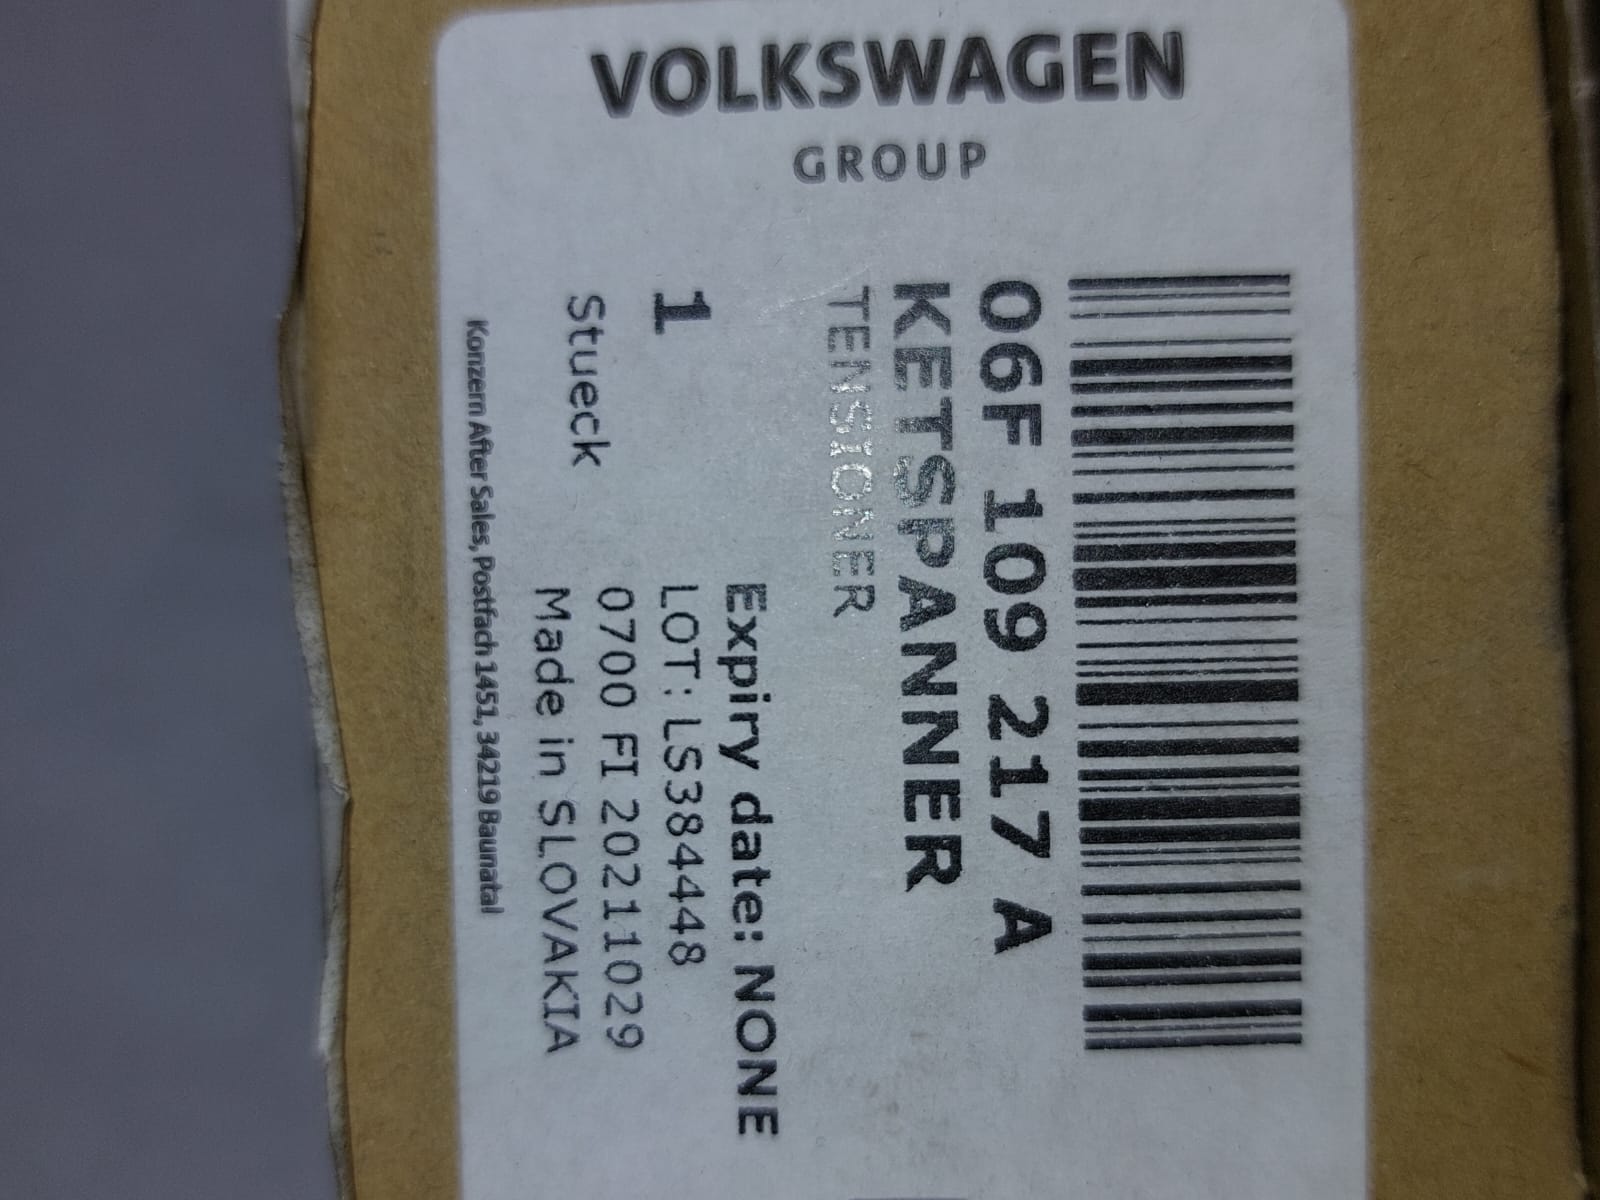 VOLKSWAGEN
GROUP
06F 109 217 A
KETSPANNER
TENSIONER
Expiry date: NONE
1
LOT: LS384448
Stueck
0700 FI 20211029
Made in SLOVAKIA
Konzern After Sales, Postfach 1451, 34219 Baunatal